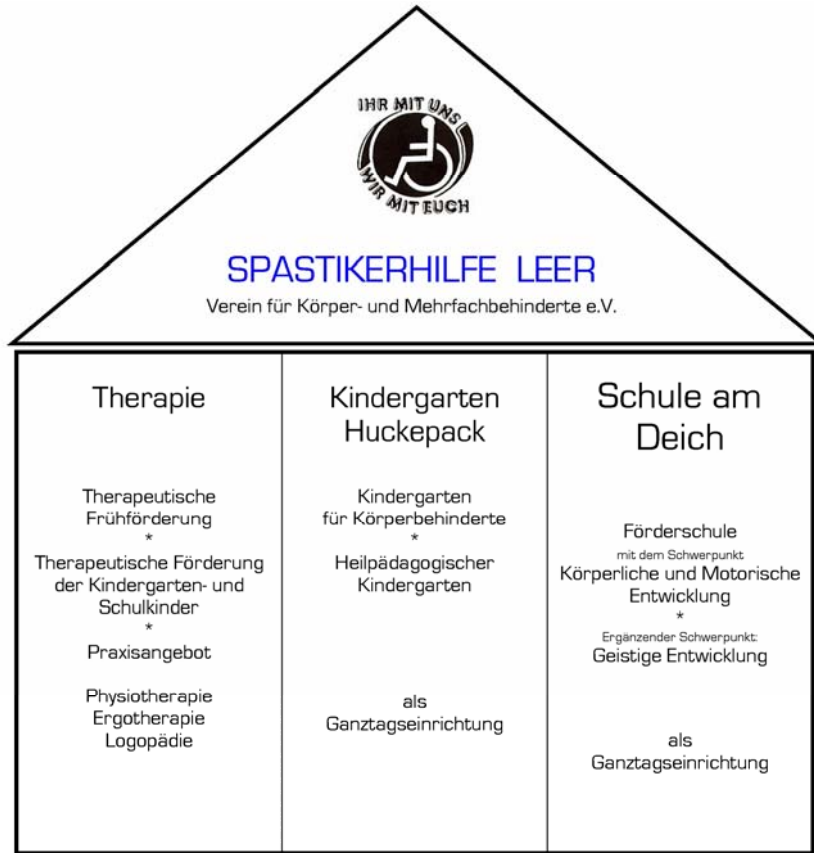 IHR MIT UNS
WIR MIT EUCH
SPASTIKERHILFE LEER
Verein für Körper- und Mehrfachbehinderte e.V.
Therapie
Therapeutische
Frühförderung
*
Therapeutische Förderung
der Kindergarten- und
Schulkinder
*
Praxisangebot
Physiotherapie
Ergotherapie
Logopädie
Kindergarten
Huckepack
Kindergarten
für Körperbehinderte
*
Heilpädagogischer
Kindergarten
als
Ganztagseinrichtung
Schule am
Deich
Förderschule
mit dem Schwerpunkt
Körperliche und Motorische
Entwicklung
*
Ergänzender Schwerpunkt:
Geistige Entwicklung
als
Ganztagseinrichtung